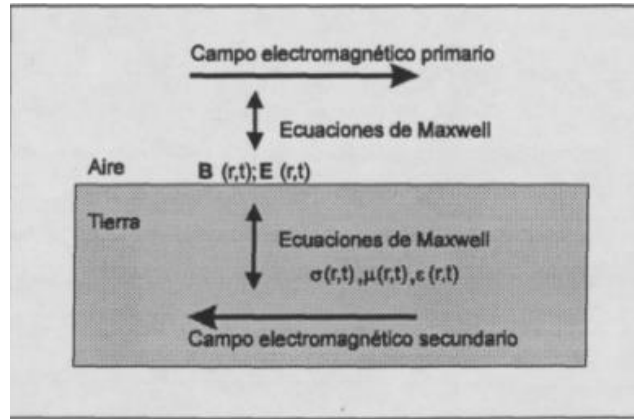 Campo electromagnético primario
Ecuaciones de Maxwell
Aire
B (r,t); E (r,t)
Tierra
Ecuaciones de Maxwell
σ(r,t) ,μ(r,t) ,ε (r,t)
Campo electromagnético secundario